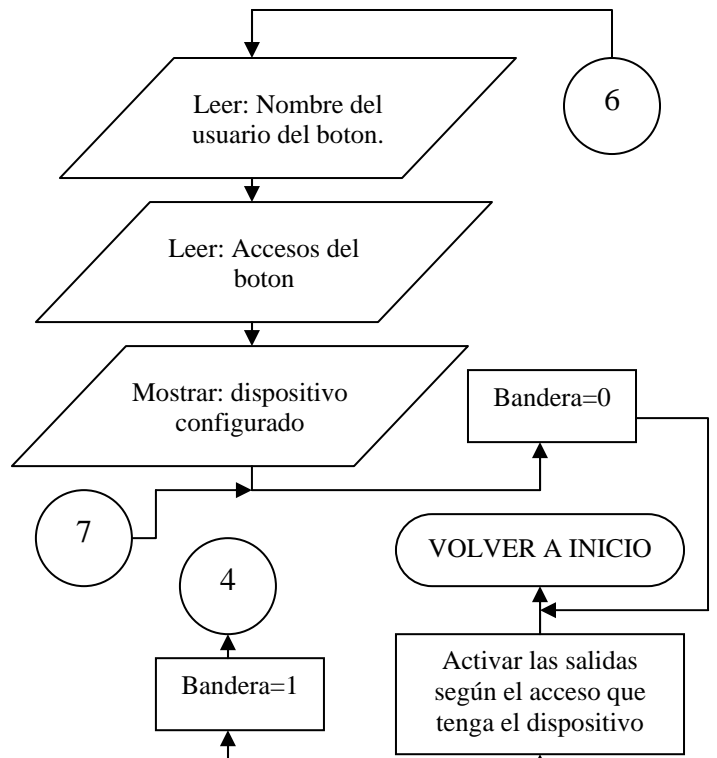 6
Leer: Nombre del
usuario del boton.
Leer: Accesos del
boton
Mostrar: dispositivo
configurado
Bandera=0
7
VOLVER A INICIO
4
Bandera=1
Activar las salidas
según el acceso que
tenga el dispositivo